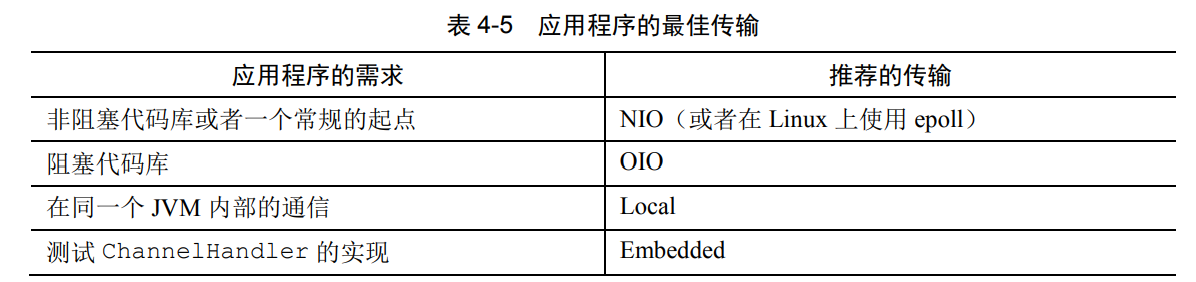 表 4-5 应用程序的最佳传输
应用程序的需求 推荐的传输
非阻塞代码库或者一个常规的起点 NIO（或者在 Linux 上使用 epoll）
阻塞代码库 OIO
在同一个 JVM 内部的通信 Local
测试 ChannelHandler 的实现 Embedded